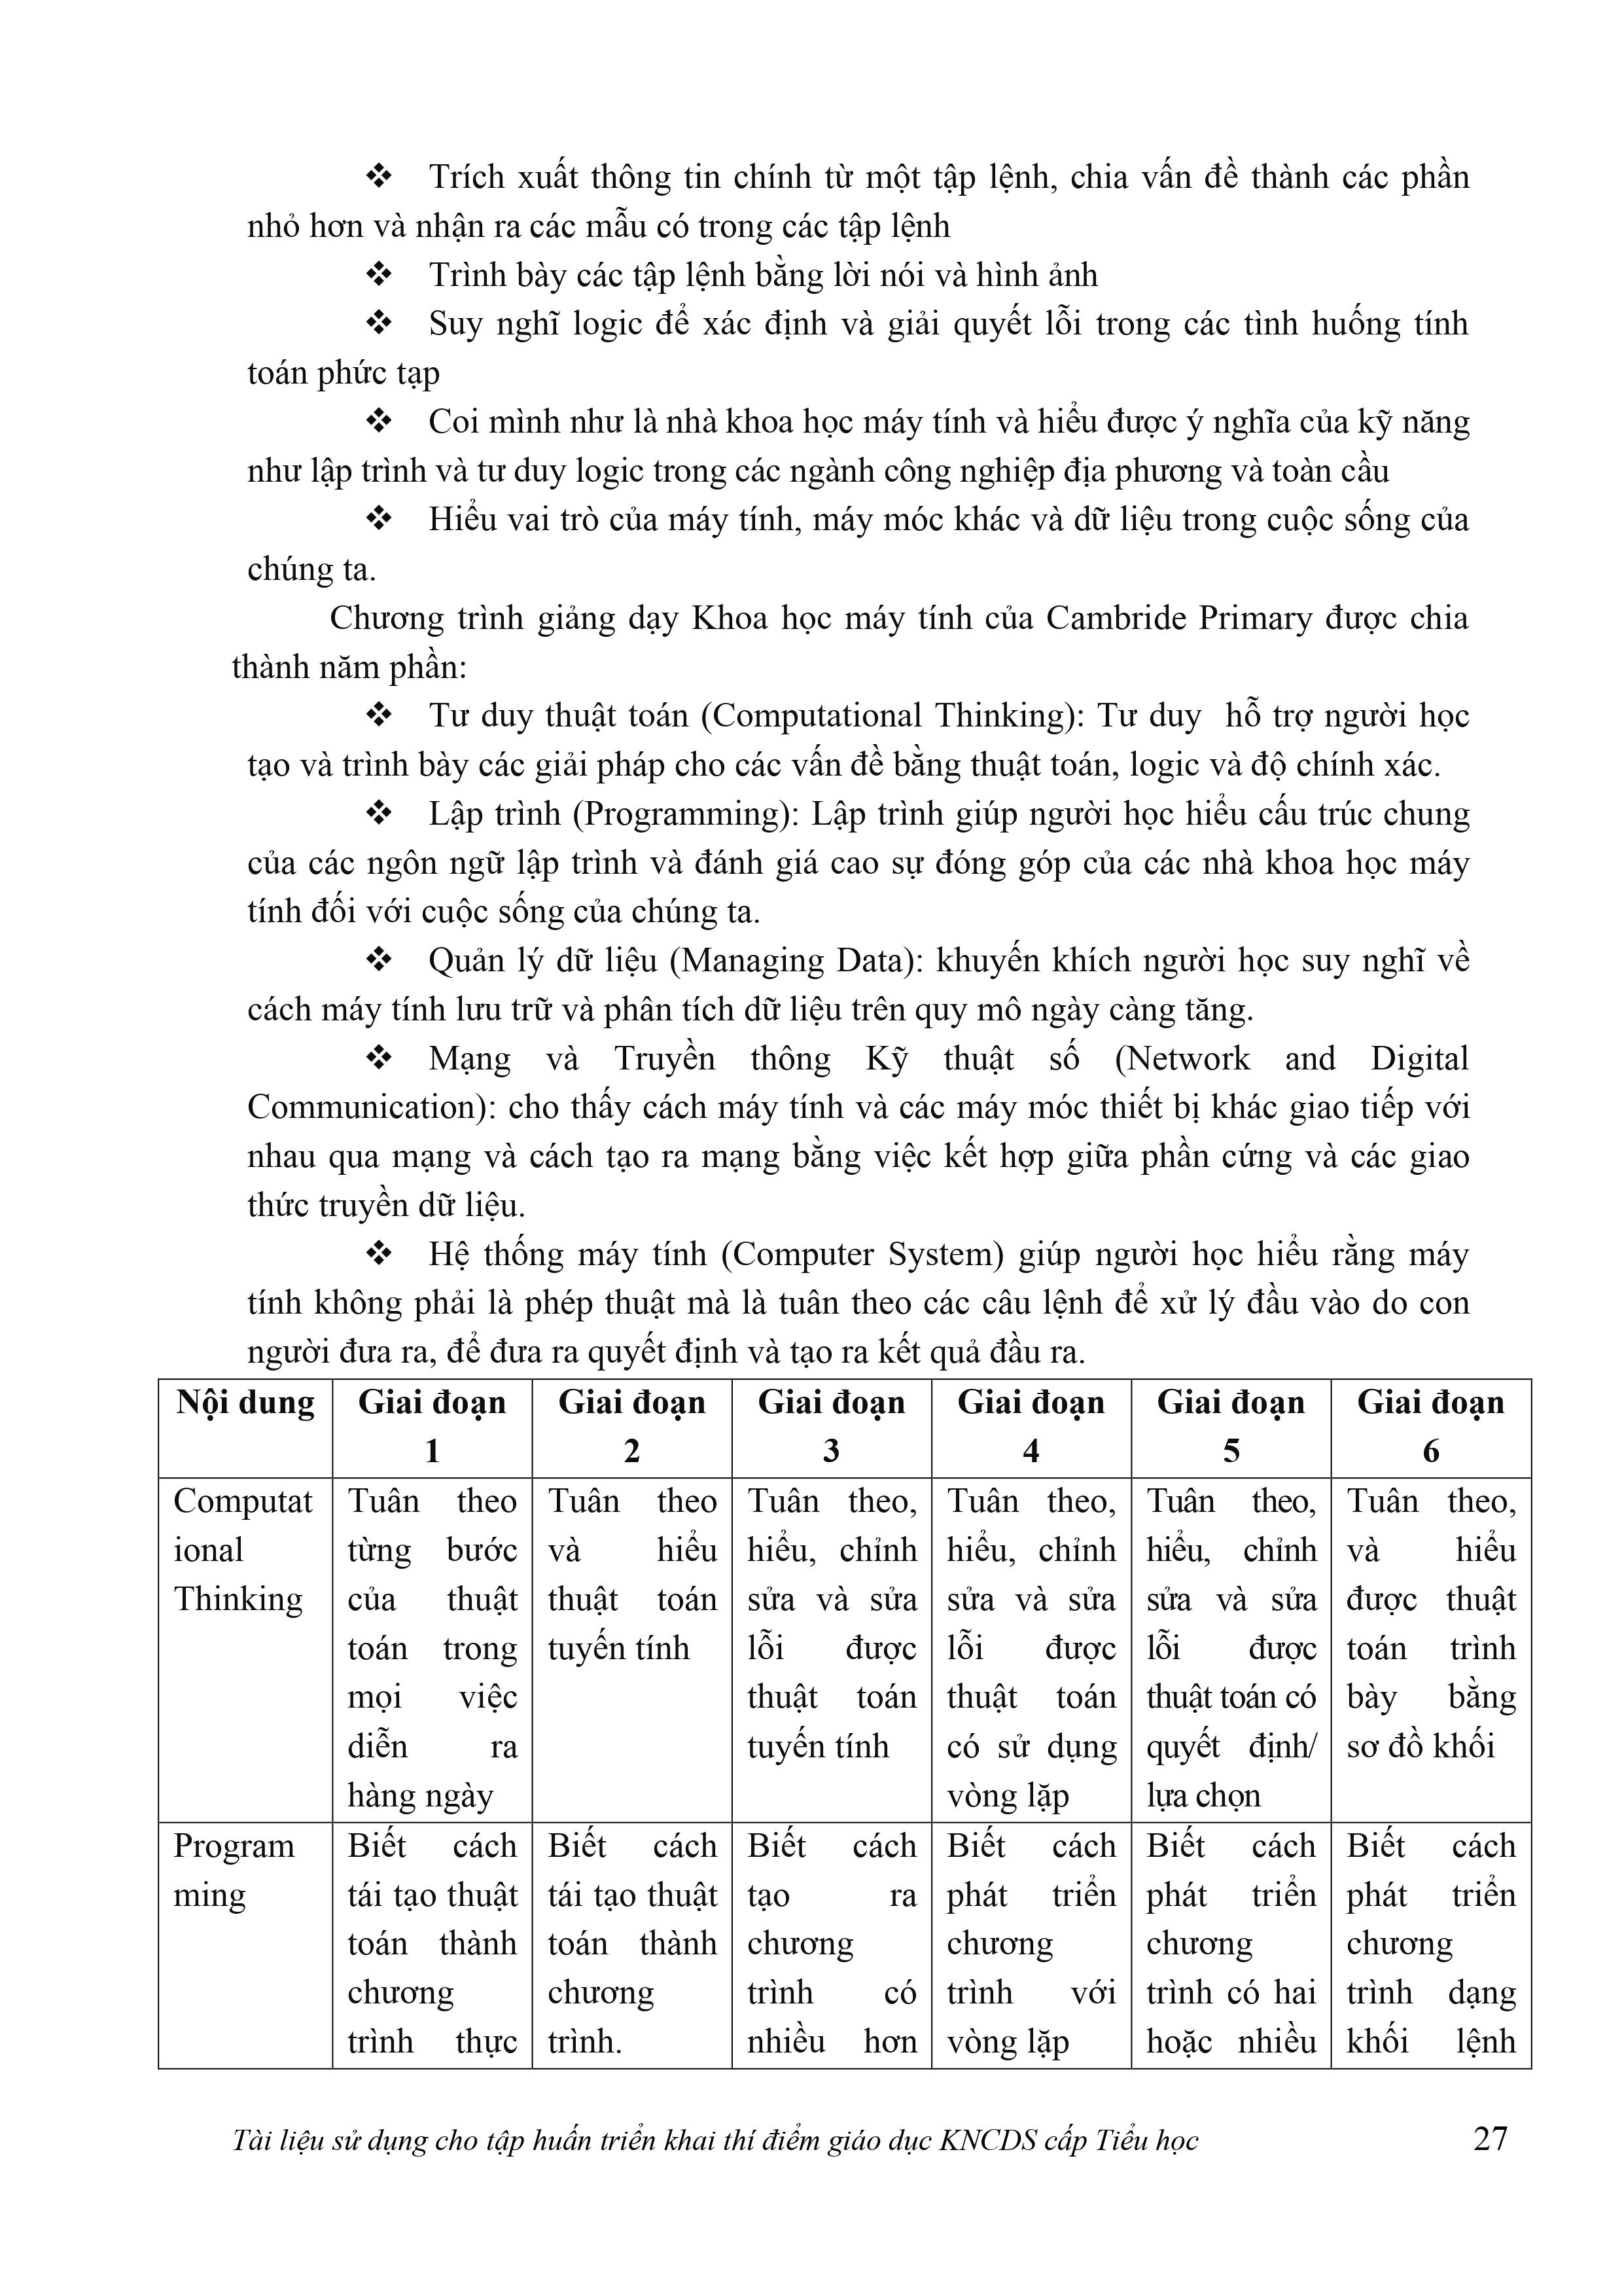 ❖ Trích xuất thông tin chính từ một tập lệnh, chia vấn đề thành các phần
nhỏ hơn và nhận ra các mẫu có trong các tập lệnh
❖ Trình bày các tập lệnh bằng lời nói và hình ảnh
❖ Suy nghĩ logic để xác định và giải quyết lỗi trong các tình huống tính
toán phức tạp
❖ Coi mình như là nhà khoa học máy tính và hiểu được ý nghĩa của kỹ năng
như lập trình và tư duy logic trong các ngành công nghiệp địa phương và toàn cầu
❖ Hiểu vai trò của máy tính, máy móc khác và dữ liệu trong cuộc sống của
chúng ta.
Chương trình giảng dạy Khoa học máy tính của Cambride Primary được chia
thành năm phần:
❖ Tư duy thuật toán (Computational Thinking): Tư duy hỗ trợ người học
tạo và trình bày các giải pháp cho các vấn đề bằng thuật toán, logic và độ chính xác.
❖ Lập trình (Programming): Lập trình giúp người học hiểu cấu trúc chung
của các ngôn ngữ lập trình và đánh giá cao sự đóng góp của các nhà khoa học máy
tính đối với cuộc sống của chúng ta.
❖ Quản lý dữ liệu (Managing Data): khuyến khích người học suy nghĩ về
cách máy tính lưu trữ và phân tích dữ liệu trên quy mô ngày càng tăng.
❖ Mạng và Truyền thông Kỹ thuật số (Network and Digital
Communication): cho thấy cách máy tính và các máy móc thiết bị khác giao tiếp với
nhau qua mạng và cách tạo ra mạng bằng việc kết hợp giữa phần cứng và các giao
thức truyền dữ liệu.
❖ Hệ thống máy tính (Computer System) giúp người học hiểu rằng máy
tính không phải là phép thuật mà là tuân theo các câu lệnh để xử lý đầu vào do con
người đưa ra, để đưa ra quyết định và tạo ra kết quả đầu ra.
Nội dung
Giai đoạn
1
Giai đoạn
2
Giai đoạn
3
Giai đoạn
4
Giai đoạn
5
Giai đoạn
6
Computat
ional
Thinking
Tuân theo
từng bước
của thuật
toán trong
mọi việc
diễn ra
hàng ngày
Tuân theo
và hiểu
thuật toán
tuyến tính
Tuân theo,
hiểu, chỉnh
sửa và sửa
lỗi được
thuật toán
tuyến tính
Tuân theo,
hiểu, chỉnh
sửa và sửa
lỗi được
thuật toán
có sử dụng
vòng lặp
Tuân theo,
hiểu, chỉnh
sửa và sửa
lỗi được
thuật toán có
quyết định/
lựa chọn
Tuân theo,
và hiểu
được thuật
toán trình
bày bằng
sơ đồ khối
Program
ming
Biết cách
tái tạo thuật
toán thành
chương
trình thực
Biết cách
tái tạo thuật
toán thành
chương
trình.
Biết cách
tạo ra
chương
trình có
nhiều hơn
Biết cách
phát triển
chương
trình với
vòng lặp
Biết cách
phát triển
chương
trình có hai
hoặc nhiều
Biết cách
phát triển
chương
trình dạng
khối lệnh
Tài liệu sử dụng cho tập huấn triển khai thí điểm giáo dục KNCDS cấp Tiểu học 27